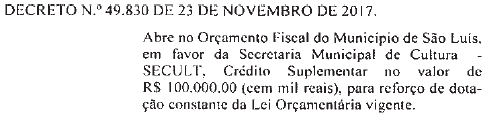 DECRETO N.º 49.830 DE 23 DE NOVEMBRO DE 2017.
Abre no Orçamento Fiscal do Município de São Luís,
em favor da Secretaria Municipal de Cultura -
SECULT, Crédito Suplementar no valor de
R$ 100.000,00 (cem mil reais), para reforço de dota-
ção constante da Lei Orçamentária vigente.